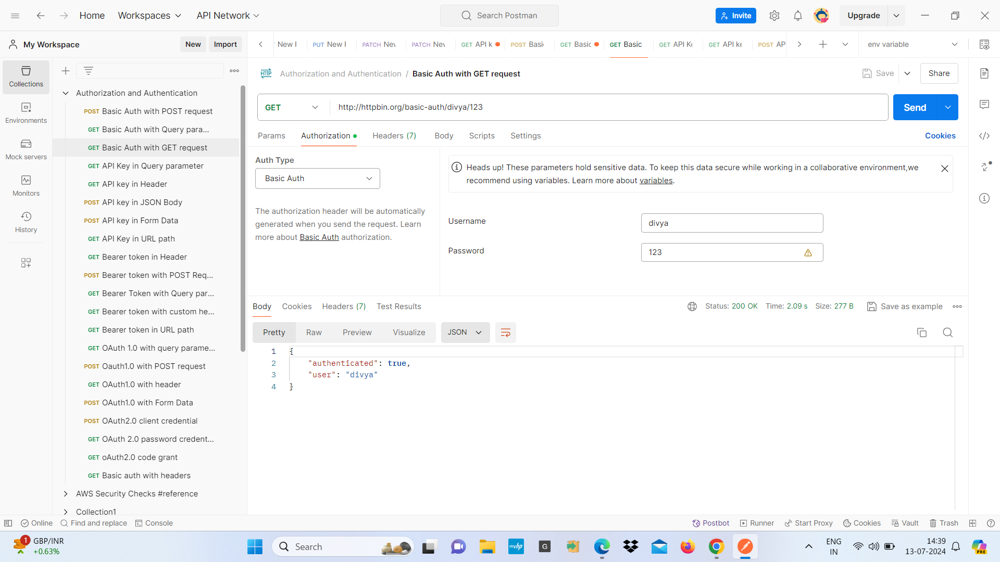 Home
Workspaces
API Network
Search Postman
Invite
Upgrade
My Workspace
New
Import
New
PUT New
PATCH
PATCH
GET API k
POST Basi
GET Basic
GET Basic
GET API
GET API ke
POST AP
env variable
Collections
Environments
Mock servers
Monitors
History
Authorization and Authentication
POST Basic Auth with POST request
GET Basic Auth with Query para...
GET Basic Auth with GET request
GET API Key in Query parameter
GET API key in Header
POST API key in JSON Body
POST API key in Form Data
GET API Key in URL path
GET Bearer token in Header
POST Bearer token with POST Req...
GET Bearer Token with Query par...
GET Bearer token with custom he...
GET Bearer token in URL path
GET OAuth 1.0 with query parame...
POST Oauth1.0 with POST request
GET OAuth1.0 with header
POST OAuth1.0 with Form Data
POST OAuth2.0 client credential
GET OAuth 2.0 password credent...
GET oAuth2.0 code grant
GET Basic auth with headers
AWS Security Checks #reference
Collection1
HTTP Authorization and Authentication / Basic Auth with GET request
Save
Share
GET
http://httpbin.org/basic-auth/divya/123
Send
Params
Authorization
Headers (7)
Body
Scripts
Settings
Cookies
Auth Type
Basic Auth
The authorization header will be automatically
generated when you send the request. Learn
more about Basic Auth authorization.
Heads up! These parameters hold sensitive data. To keep this data secure while working in a collaborative environment,we
recommend using variables. Learn more about variables.
Username
divya
Password
123
Body
Cookies
Headers (7)
Test Results
Status: 200 OK
Time: 2.09 s
Size: 277 B
Save as example
Pretty
Raw
Preview
Visualize
JSON
1 {
2 "authenticated": true,
3 "user": "divya"
4 }
Online
Find and replace
Console
Postbot
Runner
Start Proxy
Cookies
Vault
Trash
1
GBP/INR
+0.63%
Search
myhp
G
ENG
IN
14:39
13-07-2024
PRE